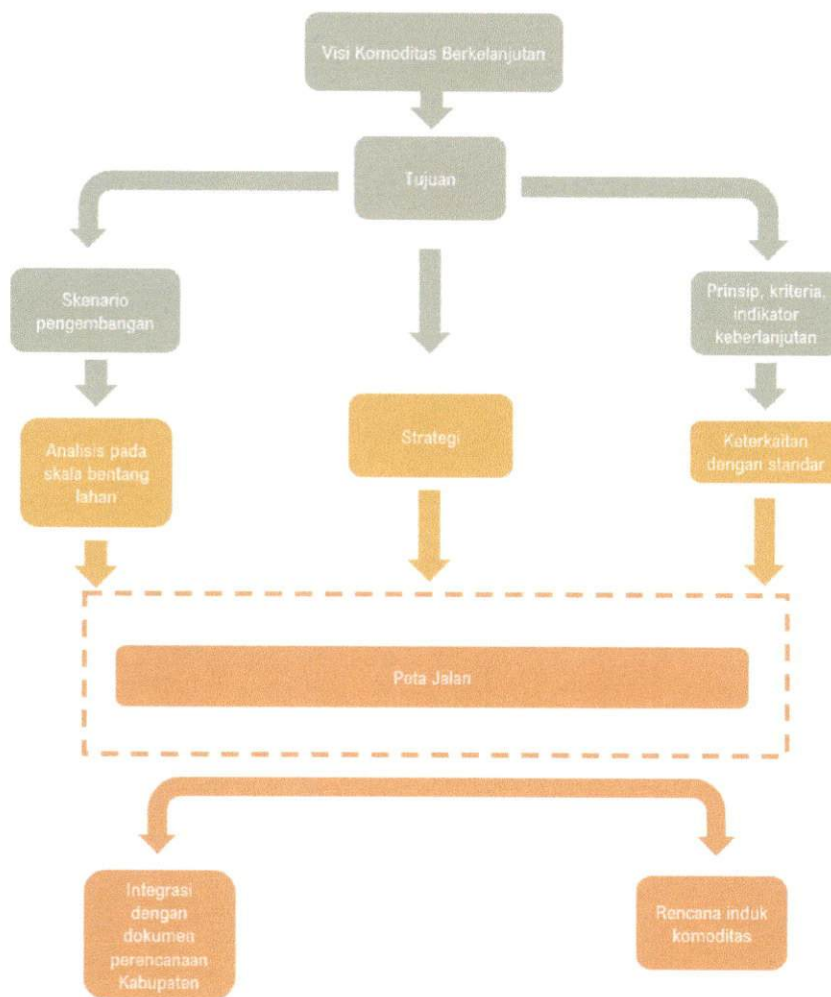 Visi Komoditas Berkelanjutan
Tujuan
Skenario
pengembangan
Prinsip, kriteria,
indikator
keberlanjutan
Analisis pada
skala bentang
lahan
Strategi
Keterkaitan
dengan standar
Peta Jalan
Integrasi
dengan
dokumen
perencanaan
Kabupaten
Rencana induk
komoditas